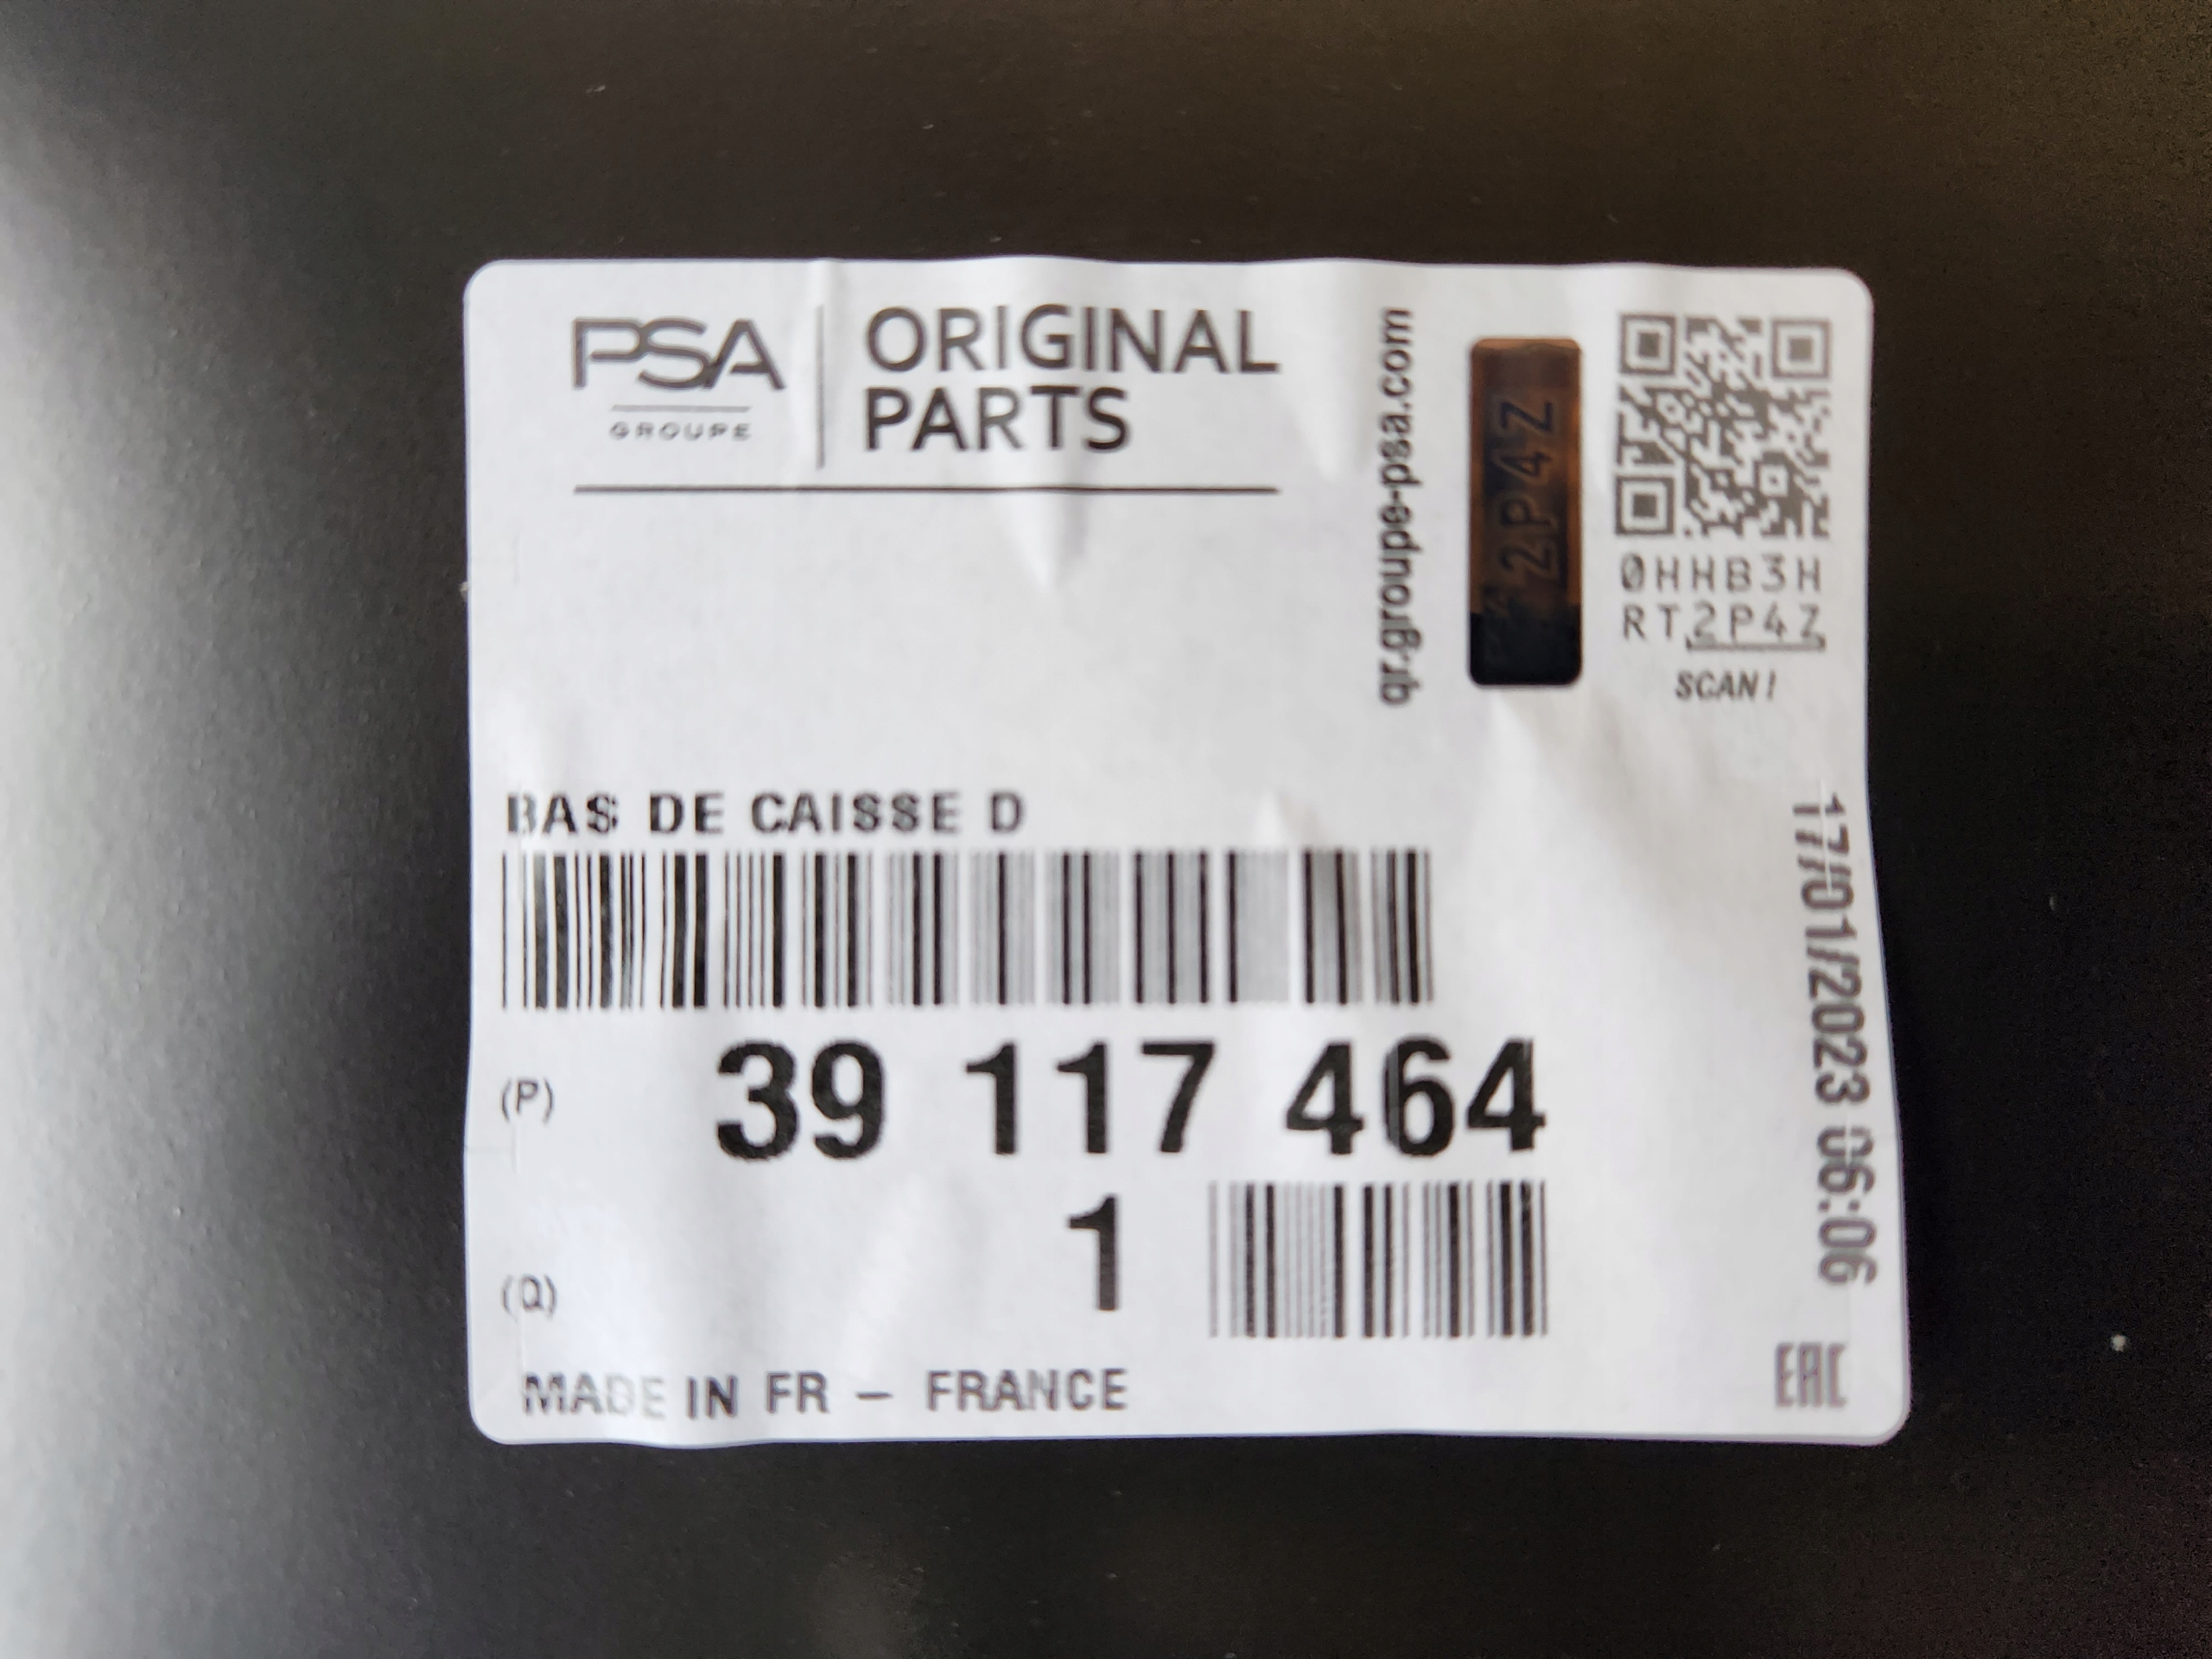 PSA
GROUPE
ORIGINAL
PARTS
qr.groupe-psa.com
2P4Z
0HHB3H
RT2P4Z
SCAN!
BAS DE CAISSE D
(P) 39 117 464
(Q) 1
17/01/2023 06:06
MADE IN FR – FRANCE
EAC